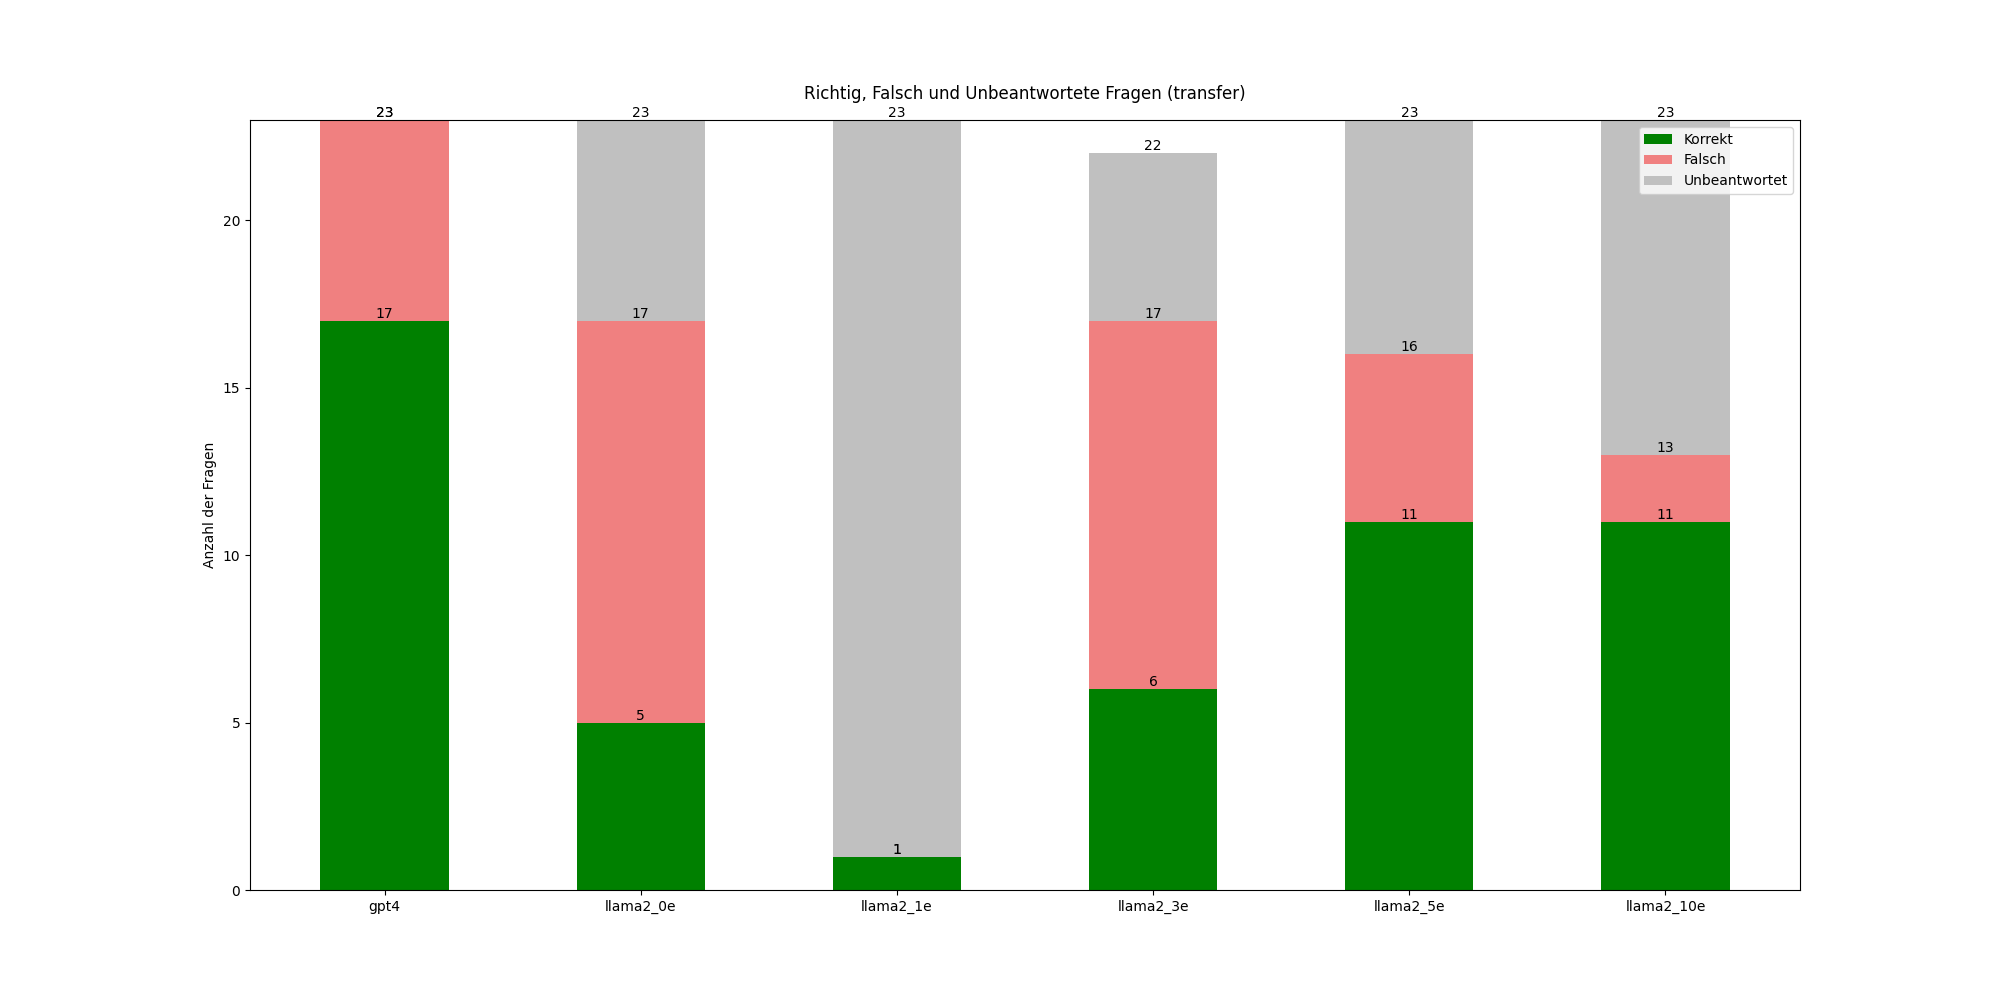 Richtig, Falsch und Unbeantwortete Fragen (transfer)
23 23 23 23 23
22
Korrekt
Falsch
Unbeantwortet
20
17 17 17
16
15
13
11 11
10
Anzahl der Fragen
6
5
5
1
0
gpt4 llama2_0e llama2_1e llama2_3e llama2_5e llama2_10e